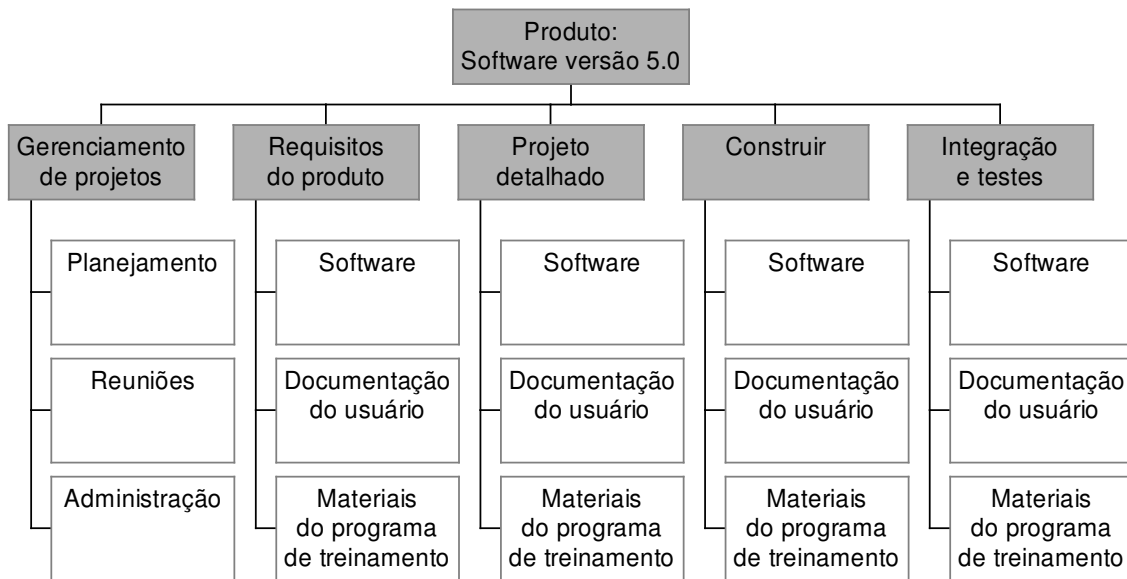 Produto:
Software versão 5.0
Gerenciamento
de projetos
Requisitos
do produto
Projeto
detalhado
Construir
Integração
e testes
Planejamento
Software
Software
Software
Software
Reuniões
Documentação
do usuário
Documentação
do usuário
Documentação
do usuário
Documentação
do usuário
Administração
Materiais
do programa
de treinamento
Materiais
do programa
de treinamento
Materiais
do programa
de treinamento
Materiais
do programa
de treinamento